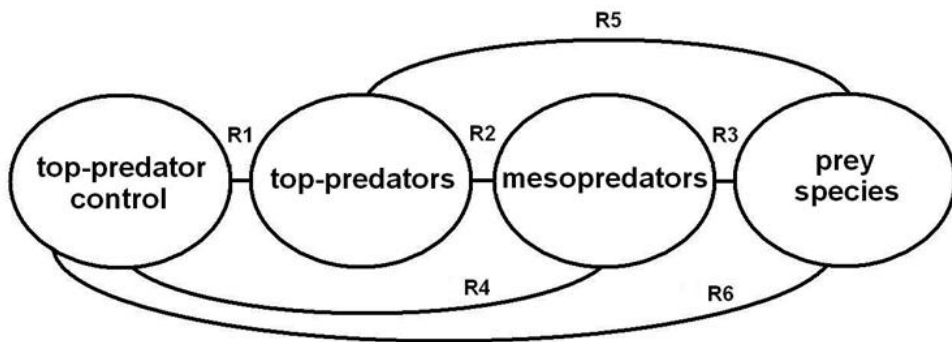 R5
R1
R2
R3
top-predator
control
top-predators
mesopredators
prey
species
R4
R6